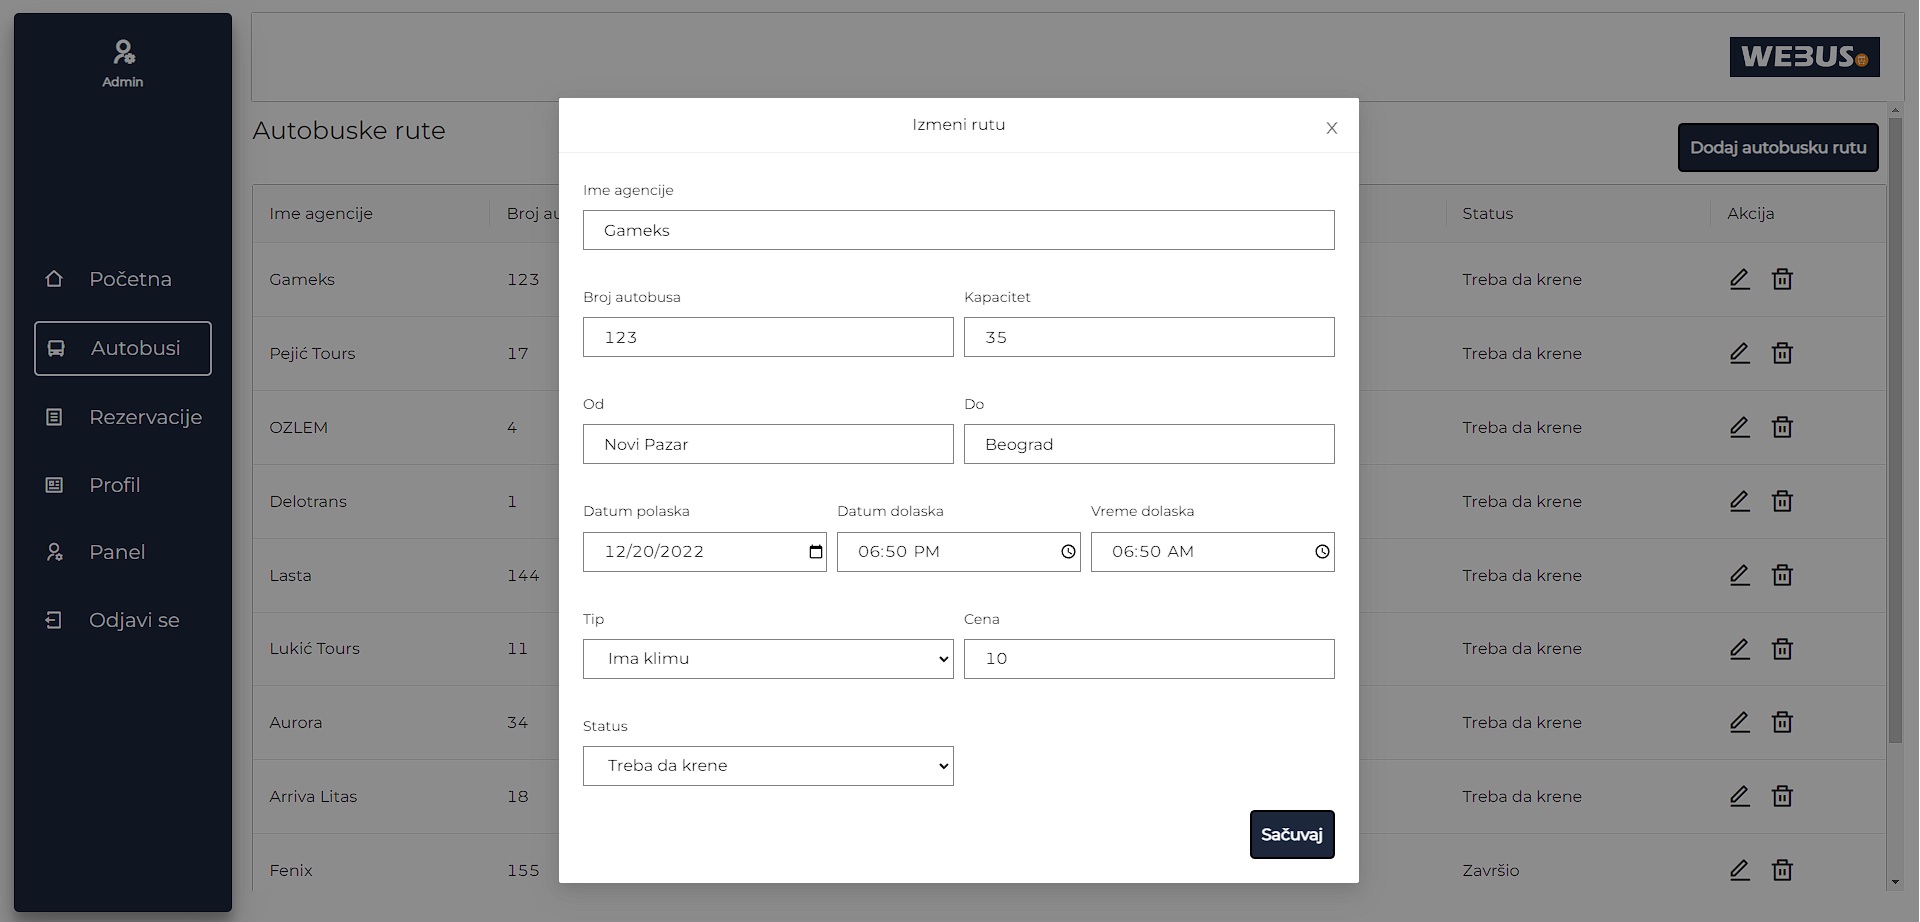 Admin
WEBUS
Autobuske rute
Dodaj autobusku rutu
Izmeni rutu
X
Početna
Autobusi
Rezervacije
Profil
Panel
Odjavi se
Ime agencije
Broj au
Status
Akcija
Gameks
123
Treba da krene
Pejić Tours
17
Treba da krene
OZLEM
4
Treba da krene
Delotrans
1
Treba da krene
Lasta
144
Treba da krene
Lukić Tours
11
Treba da krene
Aurora
34
Treba da krene
Arriva Litas
18
Treba da krene
Fenix
155
Završio
Ime agencije
Gameks
Broj autobusa
Kapacitet
123
35
Od
Do
Novi Pazar
Beograd
Datum polaska
Datum dolaska
Vreme dolaska
12/20/2022
06:50 PM
06:50 AM
Tip
Cena
Ima klimu
10
Status
Treba da krene
Sačuvaj